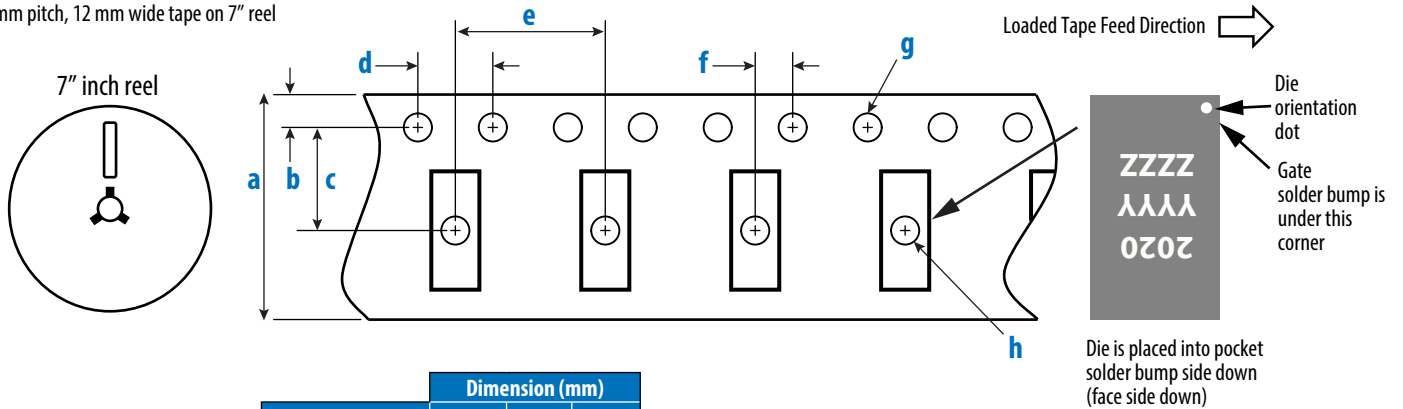 mm pitch, 12 mm wide tape on 7” reel
Loaded Tape Feed Direction
7” inch reel
e
d
f
g
a
b
c
h
Die
orientation
dot
Gate
solder bump is
under this
corner
2020
YYYY
ZZZZ
Die is placed into pocket
solder bump side down
(face side down)
Dimension (mm)